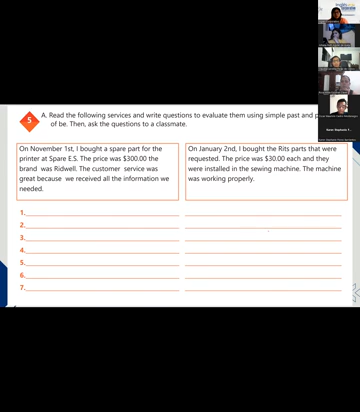 5
A. Read the following services and write questions to evaluate them using simple past and p
of be. Then, ask the questions to a classmate.
On November 1st, I bought a spare part for the
printer at Spare E.S. The price was $300.00 the
brand was Ridwell. The customer service was
great because we received all the information we
needed.
On January 2nd, I bought the Rits parts that were
requested. The price was $30.00 each and they
were installed in the sewing machine. The machine
was working properly.
1.
2.
3.
4.
5.
6.
7.